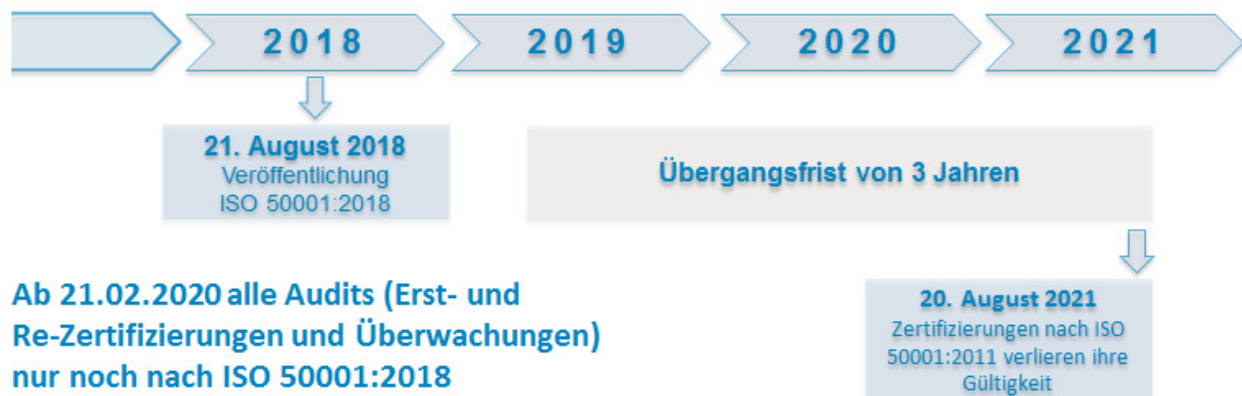 2018
2019
2020
2021
21. August 2018
Veröffentlichung
ISO 50001:2018
Übergangsfrist von 3 Jahren
Ab 21.02.2020 alle Audits (Erst- und
Re-Zertifizierungen und Überwachungen)
nur noch nach ISO 50001:2018
20. August 2021
Zertifizierungen nach ISO
50001:2011 verlieren ihre
Gültigkeit